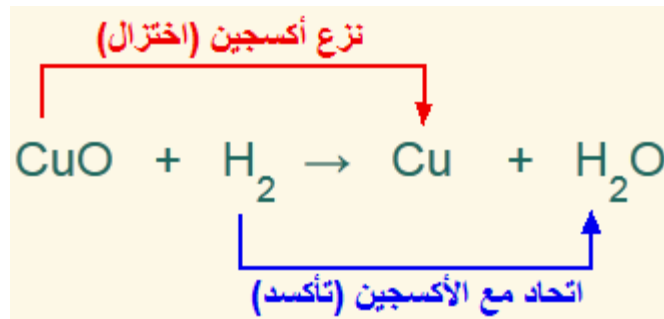 نزع أكسجين (اختزال)
CuO + H₂ → Cu + H₂O
اتحاد مع الأكسجين (تأكسد)